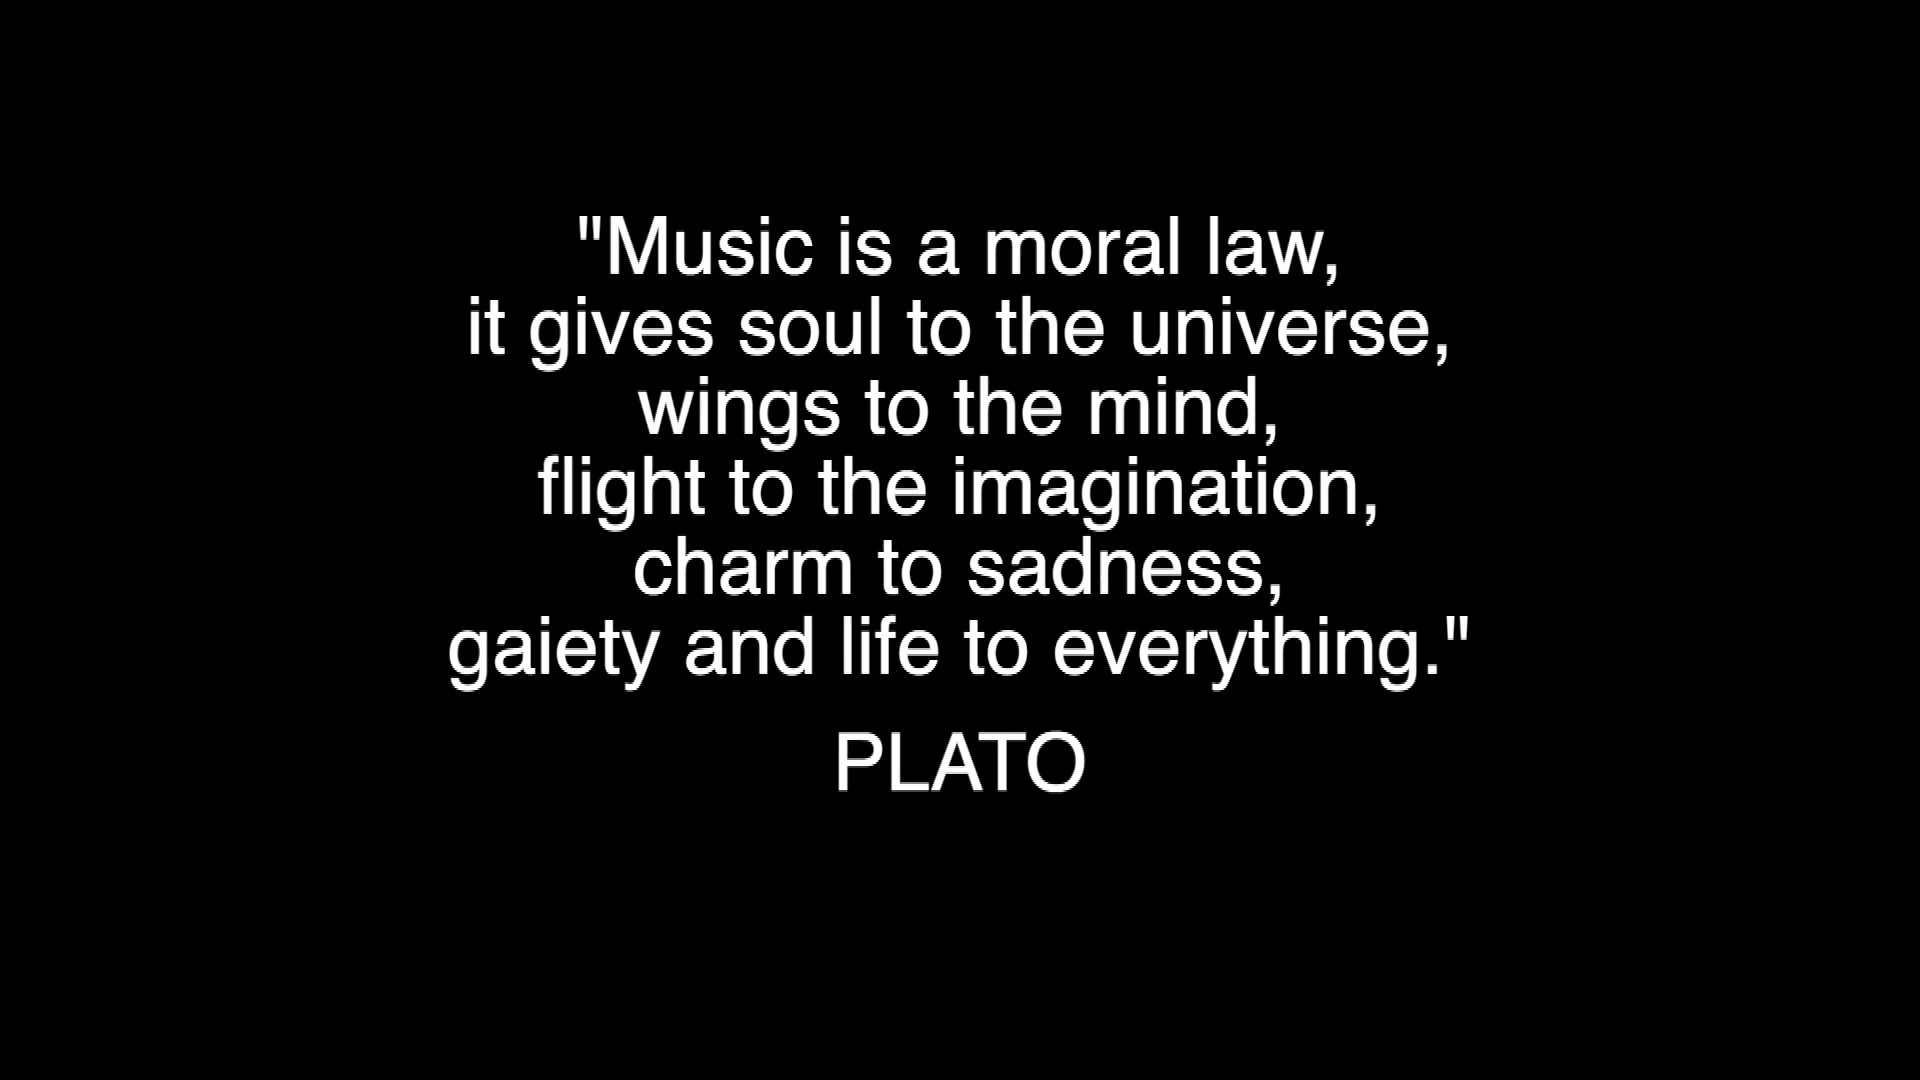 "Music is a moral law,
it gives soul to the universe,
wings to the mind,
flight to the imagination,
charm to sadness,
gaiety and life to everything."
PLATO